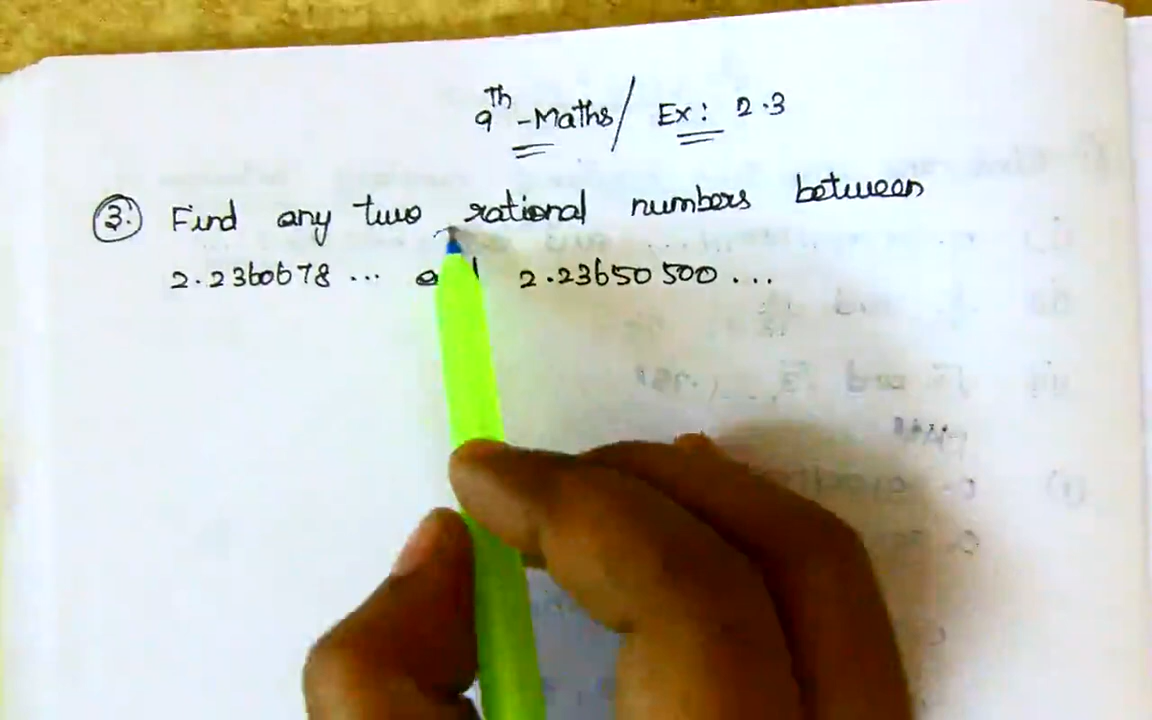 9th - Maths / Ex: 2.3
3. Find any two rational numbers between
2.2360678 ... 2.23650500 ...